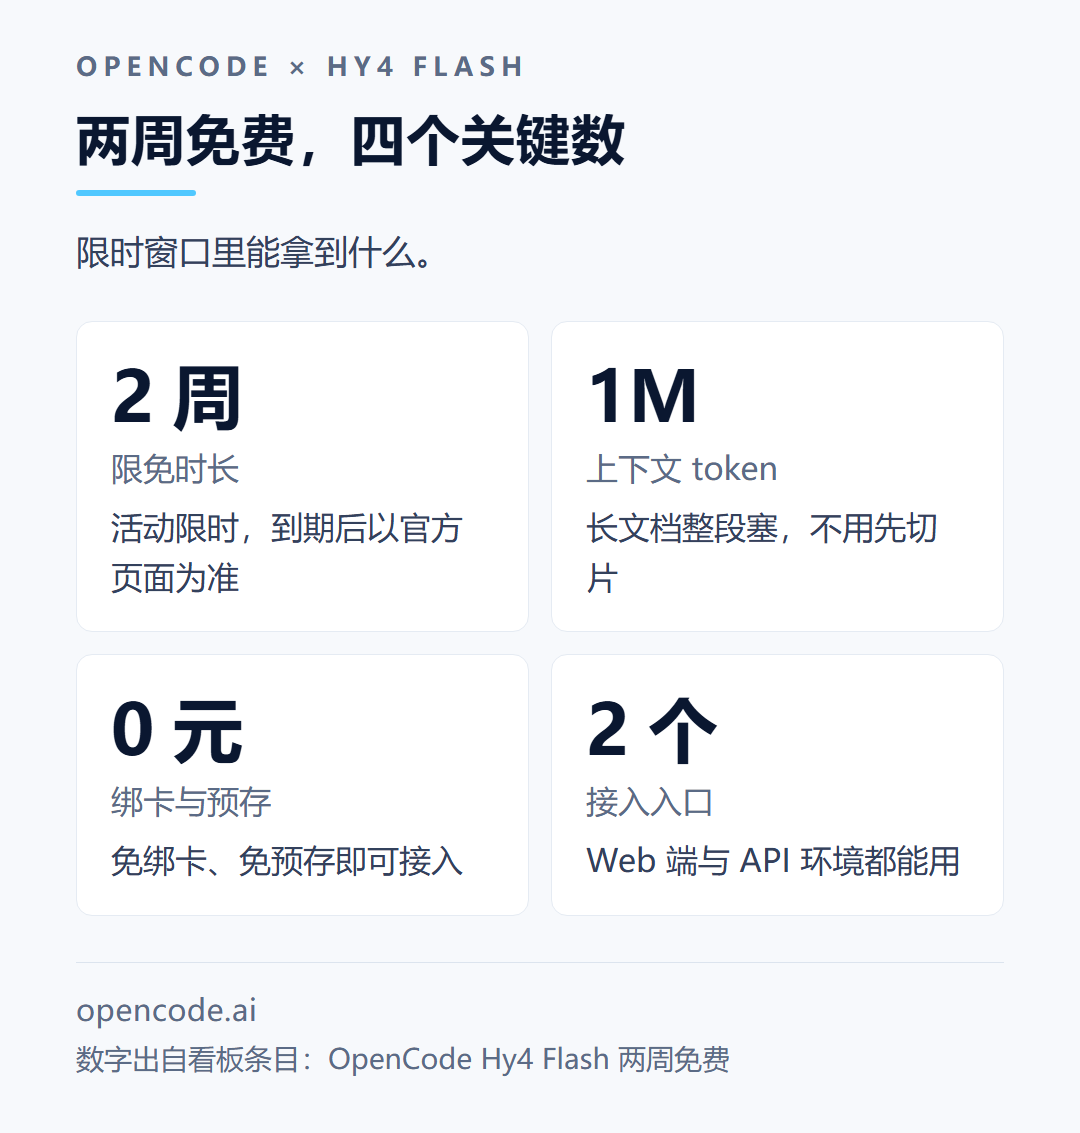 OPENCODE × HY4 FLASH
两周免费，四个关键数
限时窗口里能拿到什么。
2 周
限免时长
活动限时，到期后以官方
页面为准
1M
上下文 token
长文档整段塞，不用先切
片
0 元
绑卡与预存
免绑卡、免预存即可接入
2 个
接入入口
Web 端与 API 环境都能用
opencode.ai
数字出自看板条目：OpenCode Hy4 Flash 两周免费